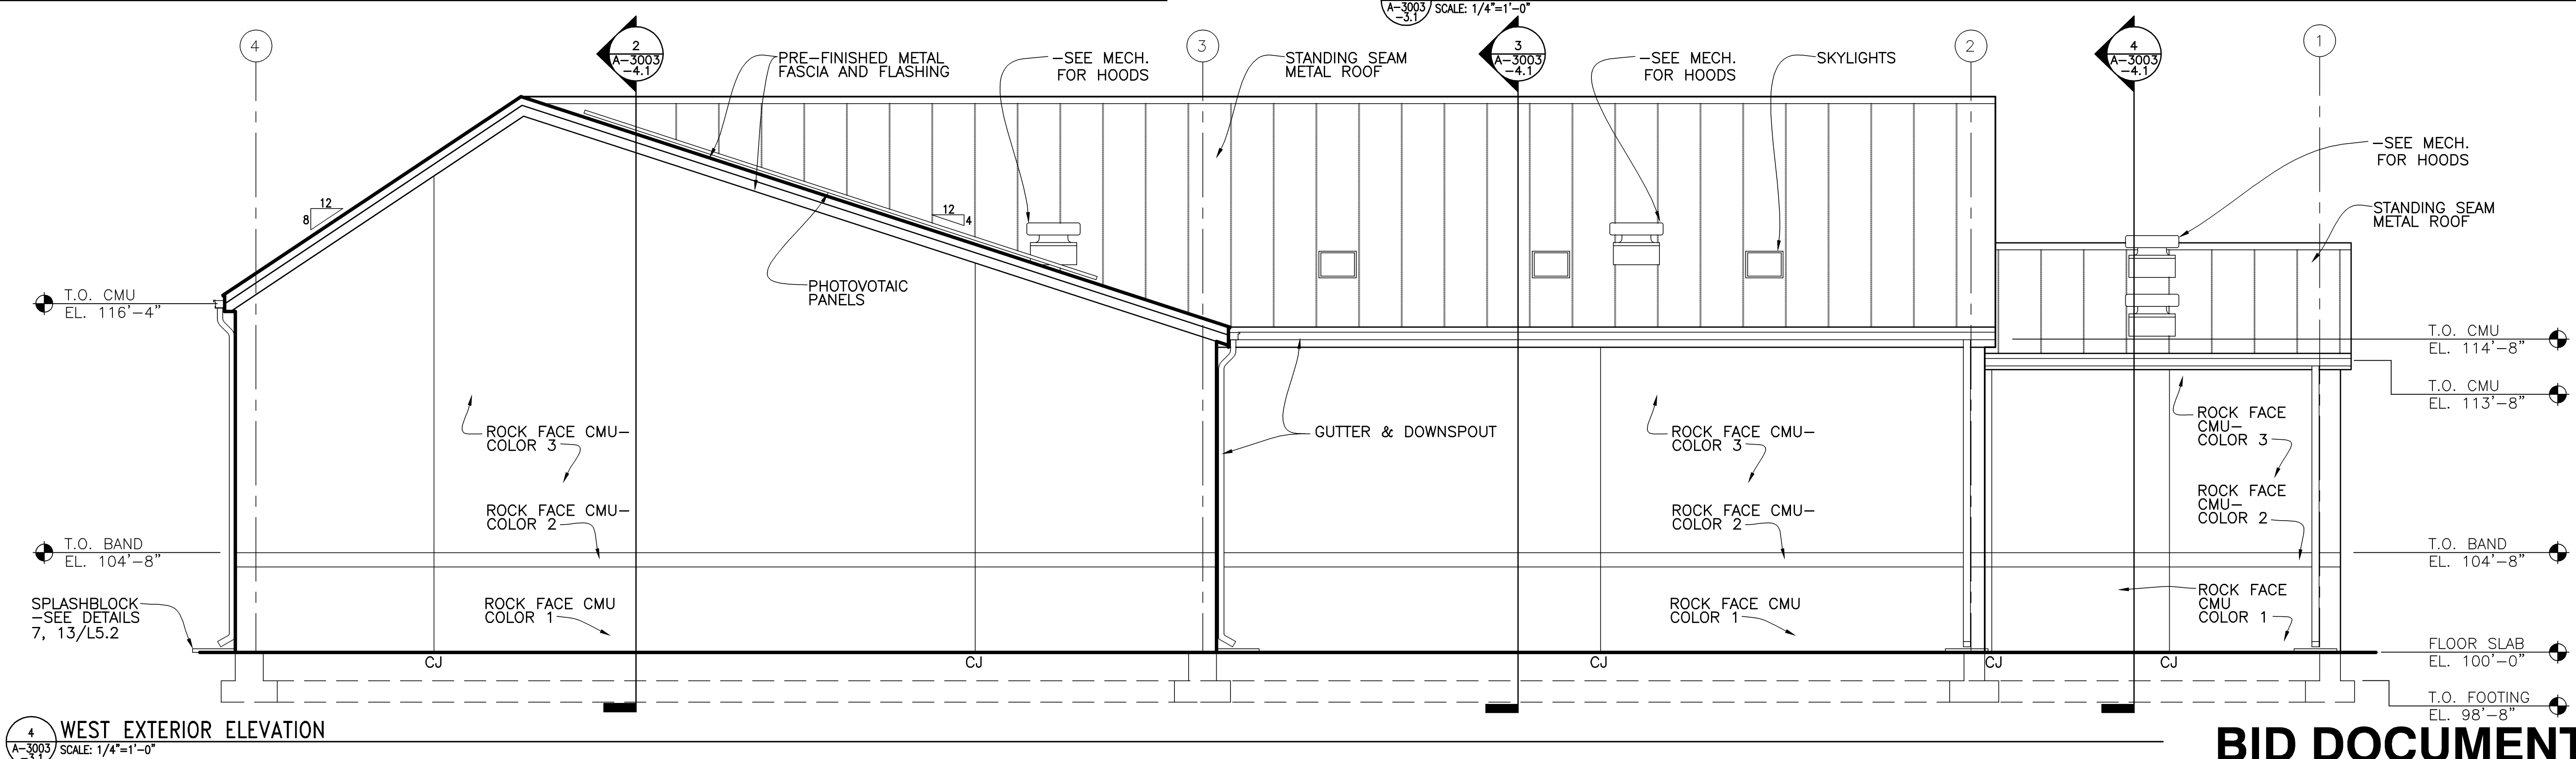 A-3003
-3.1
SCALE: 1/4"=1'-0"
4
2
A-3003
-4.1
PRE-FINISHED METAL
FASCIA AND FLASHING
-SEE MECH.
FOR HOODS
3
STANDING SEAM
METAL ROOF
3
A-3003
-4.1
-SEE MECH.
FOR HOODS
SKYLIGHTS
2
4
A-3003
-4.1
1
-SEE MECH.
FOR HOODS
STANDING SEAM
METAL ROOF
12
8
12
4
PHOTOVOTAIC
PANELS
T.O. CMU
EL. 116'-4"
T.O. CMU
EL. 114'-8"
T.O. CMU
EL. 113'-8"
ROCK FACE CMU-
COLOR 3
GUTTER & DOWNSPOUT
ROCK FACE CMU-
COLOR 3
ROCK FACE
CMU-
COLOR 3
ROCK FACE CMU-
COLOR 2
ROCK FACE CMU-
COLOR 2
ROCK FACE
CMU-
COLOR 2
T.O. BAND
EL. 104'-8"
T.O. BAND
EL. 104'-8"
SPLASHBLOCK
-SEE DETAILS
7, 13/L5.2
ROCK FACE CMU
COLOR 1
ROCK FACE CMU
COLOR 1
ROCK FACE
CMU
COLOR 1
FLOOR SLAB
EL. 100'-0"
CJ
CJ
CJ
CJ
CJ
T.O. FOOTING
EL. 98'-8"
4
A-3003
-3.1
WEST EXTERIOR ELEVATION
SCALE: 1/4"=1'-0"
BID DOCUMENT